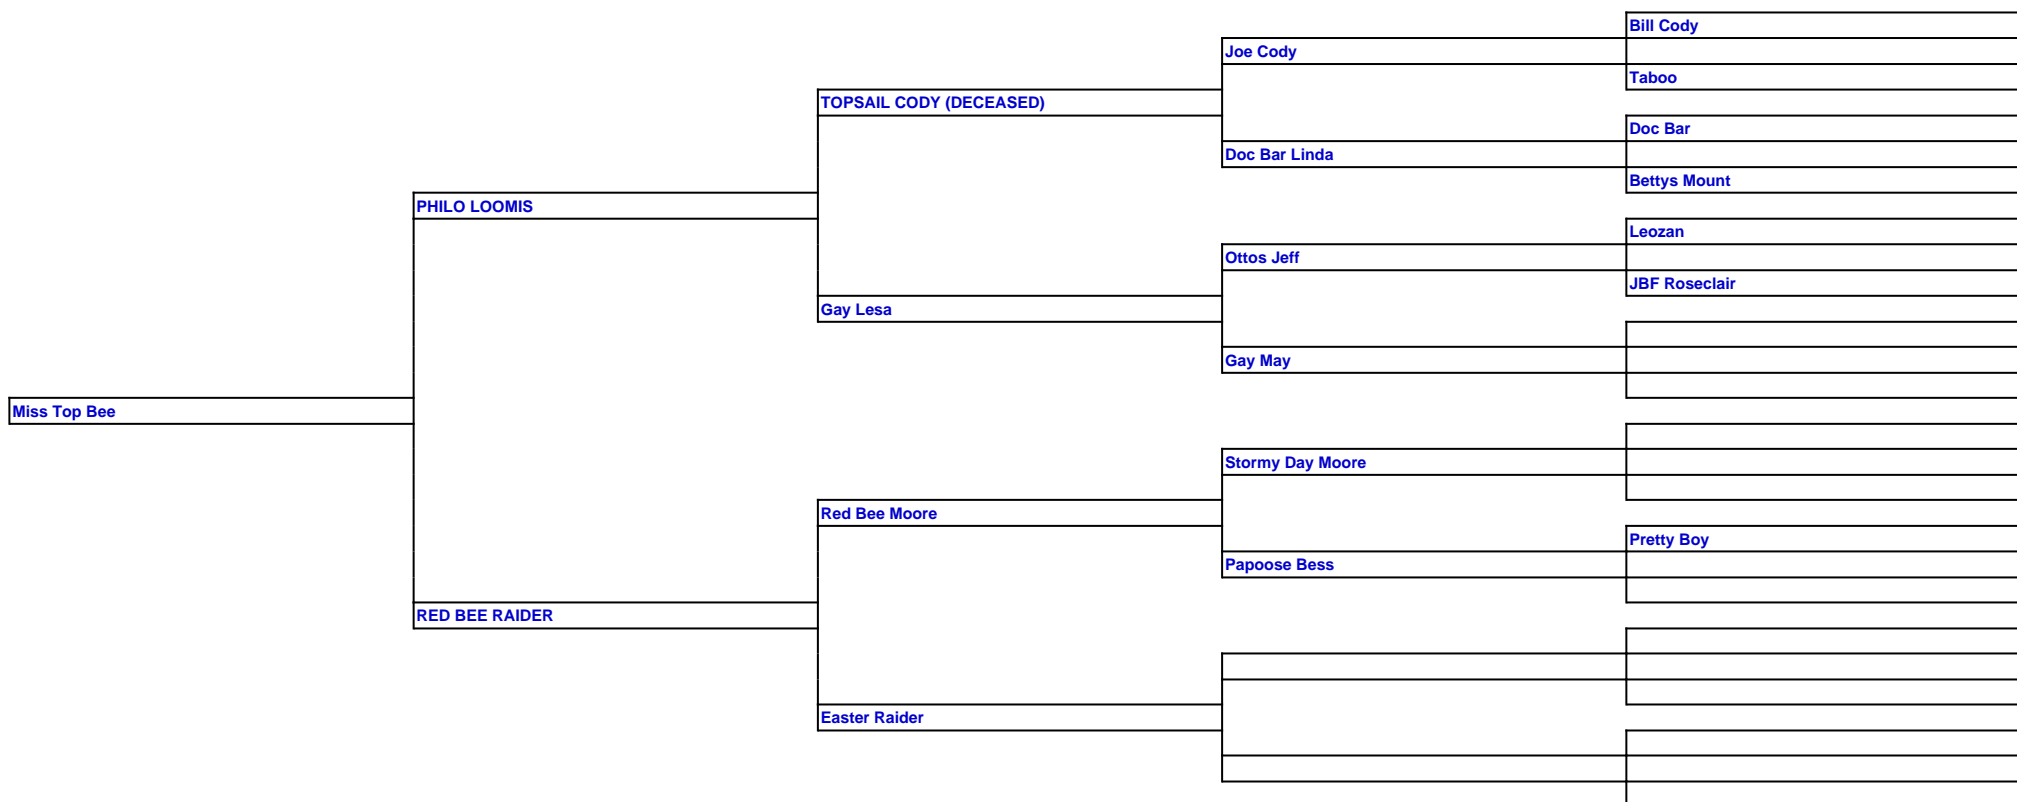 Bill Cody
Joe Cody
Taboo
TOPSAIL CODY (DECEASED)
Doc Bar
Doc Bar Linda
Bettys Mount
PHILO LOOMIS
Leozan
Ottos Jeff
JBF Roseclair
Gay Lesa
Gay May
Miss Top Bee
Stormy Day Moore
Red Bee Moore
Pretty Boy
Papoose Bess
RED BEE RAIDER
Easter Raider